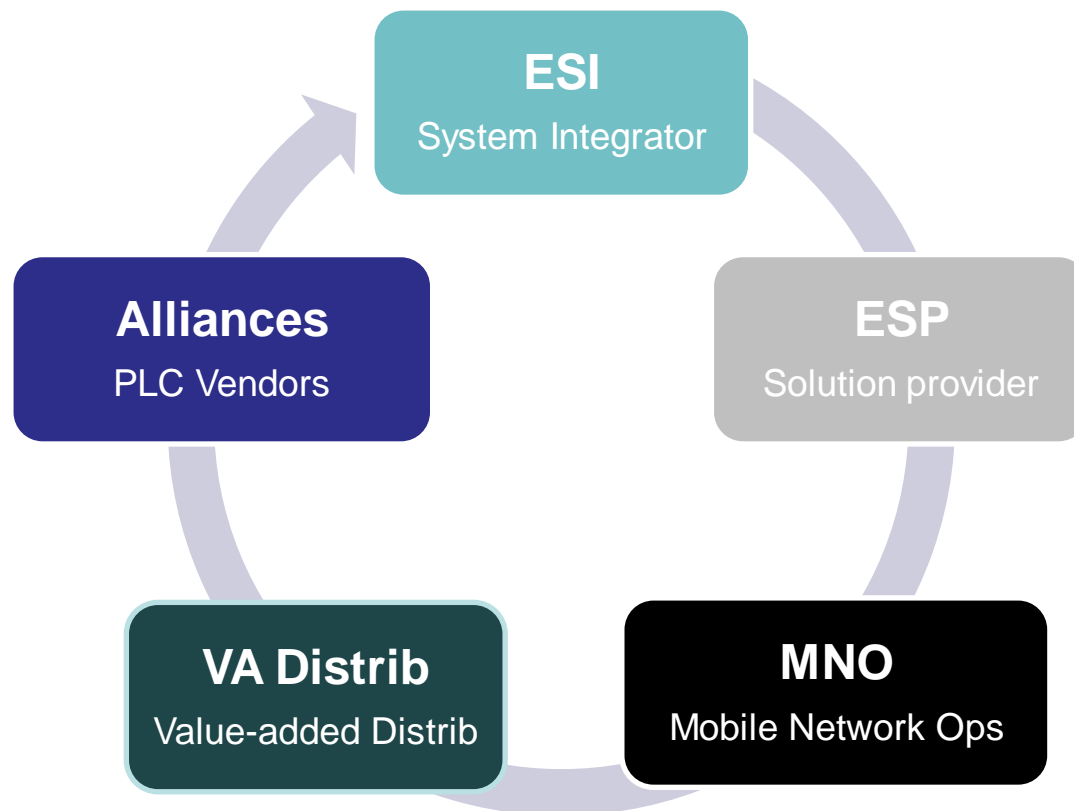 ESI
System Integrator
Alliances
PLC Vendors
ESP
Solution provider
VA Distrib
Value-added Distrib
MNO
Mobile Network Ops